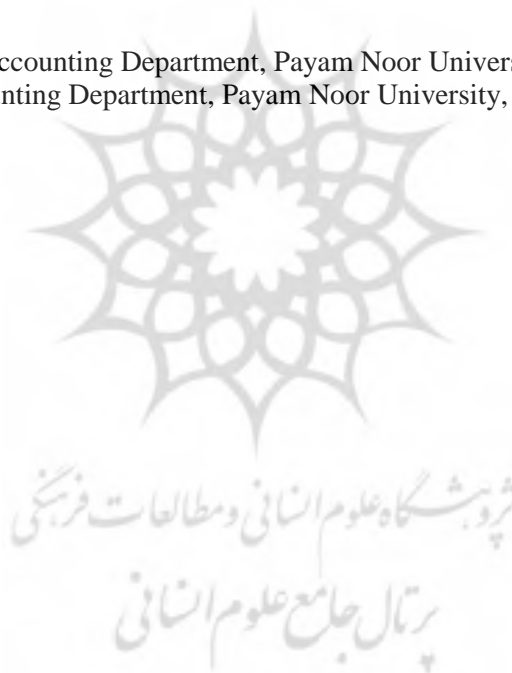 ccounting Department, Payam Noor Univers
nting Department, Payam Noor University,
پژوهشگاه علوم انسانی و مطالعات فرهنگی
پرتال جامع علوم انسانی